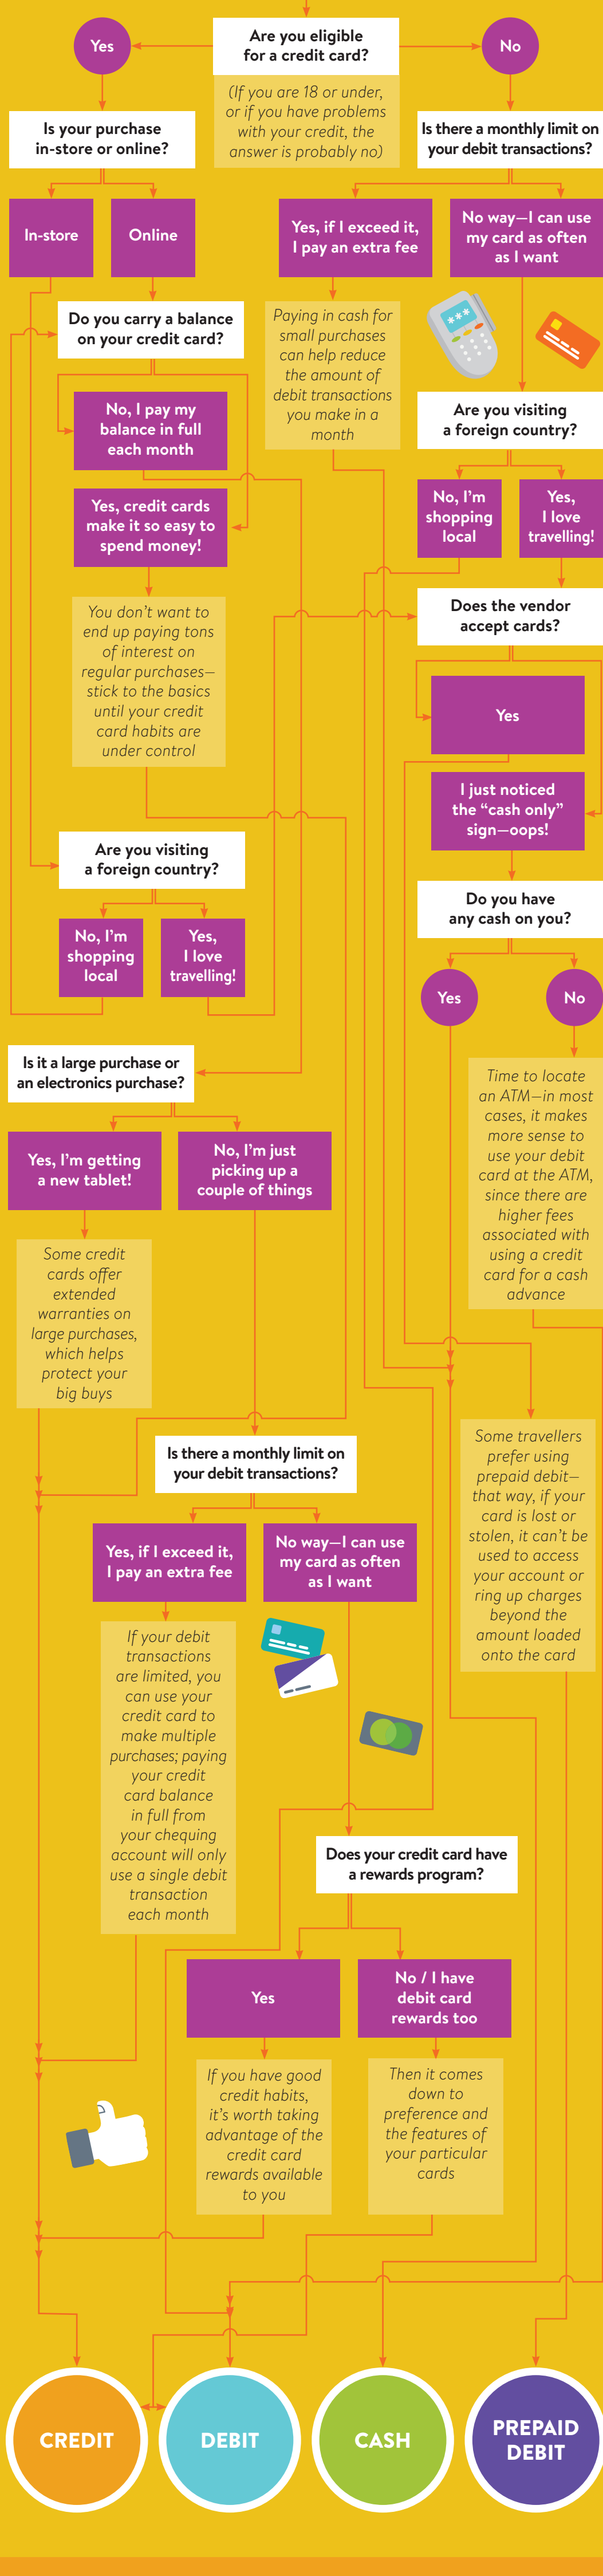 Yes
Are you eligible
for a credit card?
No
(If you are 18 or under,
or if you have problems
with your credit, the
answer is probably no)
Is your purchase
in-store or online?
Is there a monthly limit on
your debit transactions?
In-store
Online
Yes, if I exceed it,
I pay an extra fee
No way—I can use
my card as often
as I want
Do you carry a balance
on your credit card?
Paying in cash for
small purchases
can help reduce
the amount of
debit transactions
you make in a
month
***
No, I pay my
balance in full
each month
Are you visiting
a foreign country?
Yes, credit cards
make it so easy to
spend money!
No, I'm
shopping
local
Yes,
I love
travelling!
You don't want to
end up paying tons
of interest on
regular purchases—
stick to the basics
until your credit
card habits are
under control
Does the vendor
accept cards?
Yes
I just noticed
the “cash only”
sign—oops!
Are you visiting
a foreign country?
Do you have
any cash on you?
No, I'm
shopping
local
Yes,
I love
travelling!
Yes
No
Is it a large purchase or
an electronics purchase?
Time to locate
an ATM—in most
cases, it makes
more sense to
use your debit
card at the ATM,
since there are
higher fees
associated with
using a credit
card for a cash
advance
Yes, I'm getting
a new tablet!
No, I'm just
picking up a
couple of things
Some credit
cards offer
extended
warranties on
large purchases,
which helps
protect your
big buys
Some travellers
prefer using
prepaid debit—
that way, if your
card is lost or
stolen, it can't be
used to access
your account or
ring up charges
beyond the
amount loaded
onto the card
Is there a monthly limit on
your debit transactions?
Yes, if I exceed it,
I pay an extra fee
No way—I can use
my card as often
as I want
If your debit
transactions
are limited, you
can use your
credit card to
make multiple
purchases; paying
your credit
card balance
in full from
your chequing
account will only
use a single debit
transaction
each month
Does your credit card have
a rewards program?
Yes
No / I have
debit card
rewards too
If you have good
credit habits,
it's worth taking
advantage of the
credit card
rewards available
to you
Then it comes
down to
preference and
the features of
your particular
cards
CREDIT
DEBIT
CASH
PREPAID
DEBIT